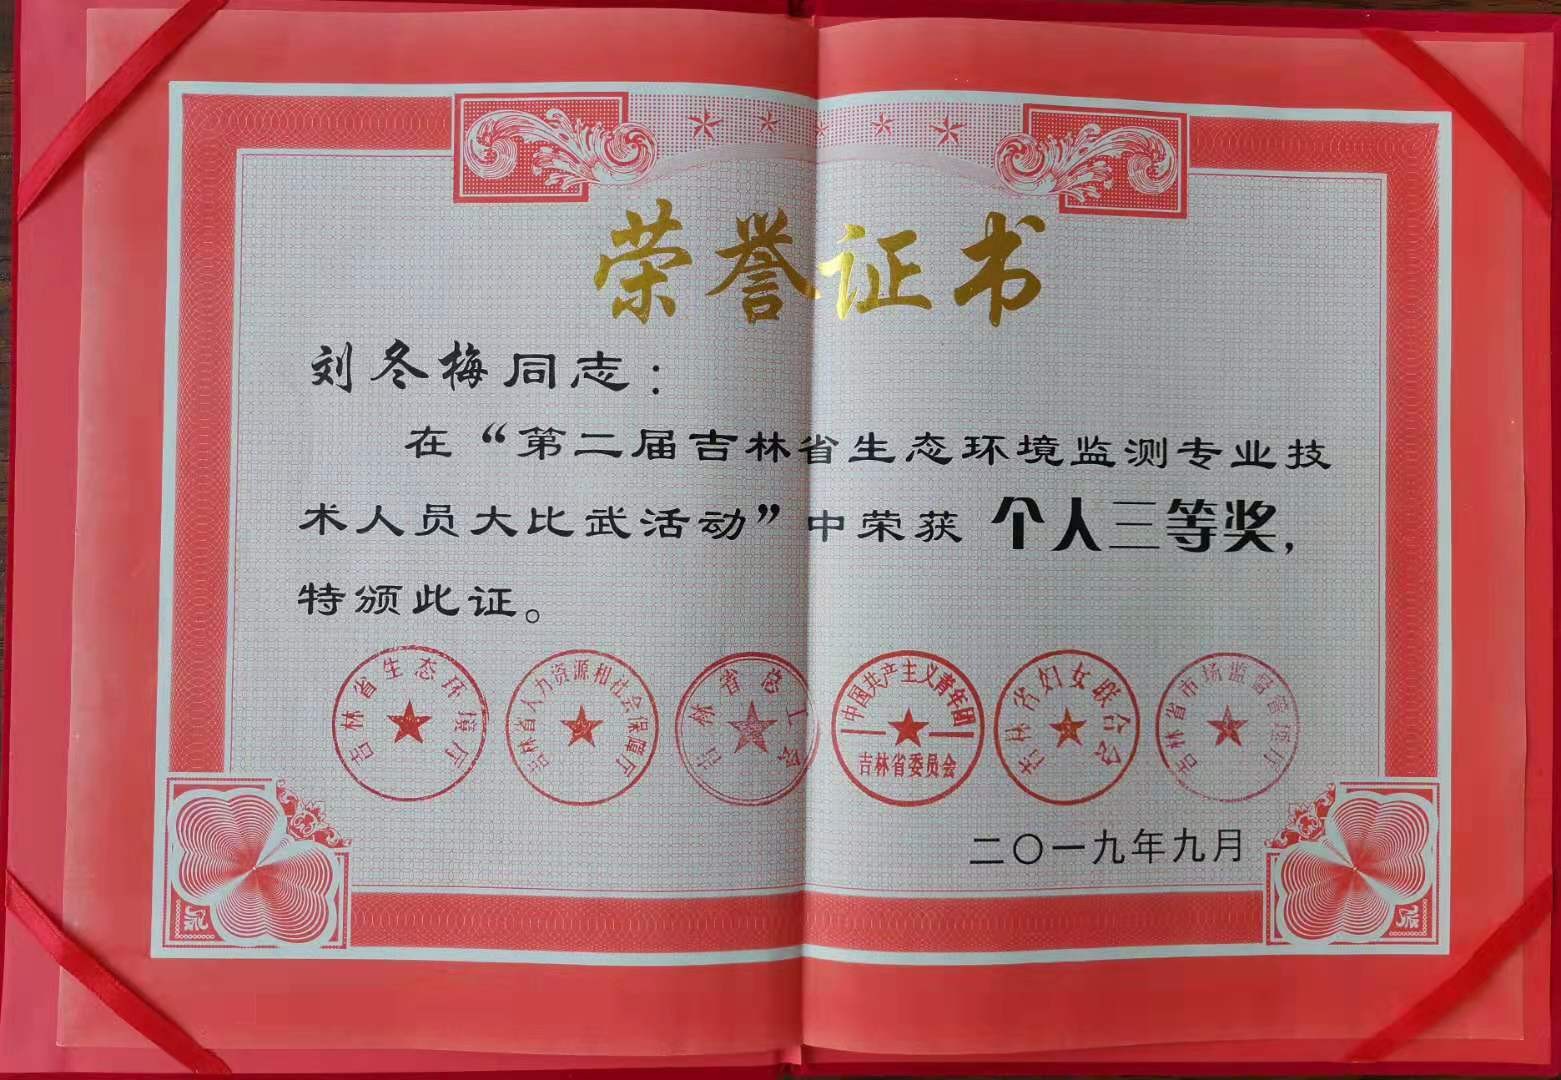 荣誉证书
刘冬梅同志：
在“第二届吉林省生态环境监测专业技
术人员大比武活动”中荣获 个人三等奖，
特颁此证。
吉林省生态环境厅
吉林省人力资源和社会保障厅
吉林省总工会
中国共产主义青年团
吉林省委员会
吉林省妇女联合会
吉林省市场监督管理厅
二〇一九年九月